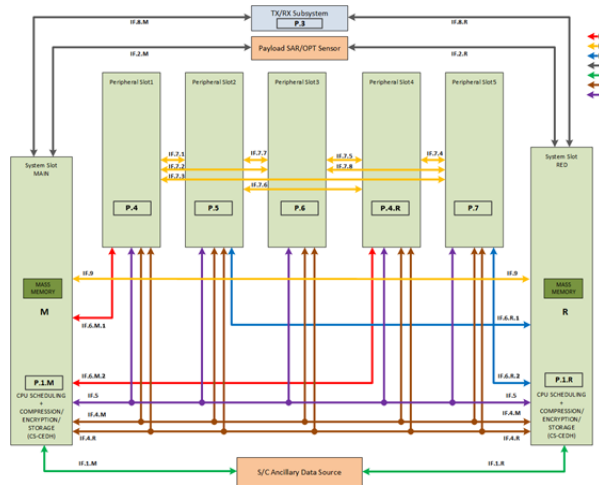 IF.8.M
TX/RX Subsystem
P.3
IF.8.R
IF.2.M
Payload SAR/OPT Sensor
IF.2.R
Peripheral Slot1
Peripheral Slot2
Peripheral Slot3
Peripheral Slot4
Peripheral Slot5
System Slot
MAIN
System Slot
RED
IF.7.1
IF.7.7
IF.7.5
IF.7.4
IF.7.2
IF.7.8
IF.7.3
IF.7.6
P.4
P.5
P.6
P.4.R
P.7
IF.9
IF.9
MASS
MEMORY
M
MASS
MEMORY
R
IF.6.M.1
IF.6.R.1
IF.6.M.2
IF.6.R.2
P.1.M
P.1.R
CPU SCHEDULING
+
COMPRESSION/
ENCRYPTION/
STORAGE
(CS-CEDH)
CPU SCHEDULING
+
COMPRESSION/
ENCRYPTION/
STORAGE
(CS-CEDH)
IF.5
IF.5
IF.4.M
IF.4.M
IF.4.R
IF.4.R
IF.1.M
S/C Ancillary Data Source
IF.1.R